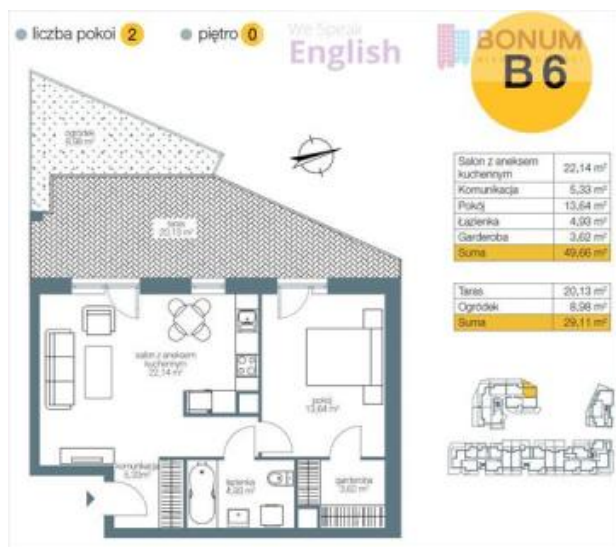 liczba pokoi 2
piętro 0
We Speak
English
BONUM
B 6
ogródek
8,98 m²
taras
20,13 m²
salon z aneksem
kuchennym
22,14 m²
pokój
13,64 m²
komunikacja
5,33 m²
łazienka
4,93 m²
garderoba
3,62 m²
Salon z aneksem
kuchennym 22,14 m²
Komunikacja 5,33 m²
Pokój 13,64 m²
Łazienka 4,93 m²
Garderoba 3,62 m²
Suma 49,66 m²
Taras 20,13 m²
Ogródek 8,98 m²
Suma 29,11 m²